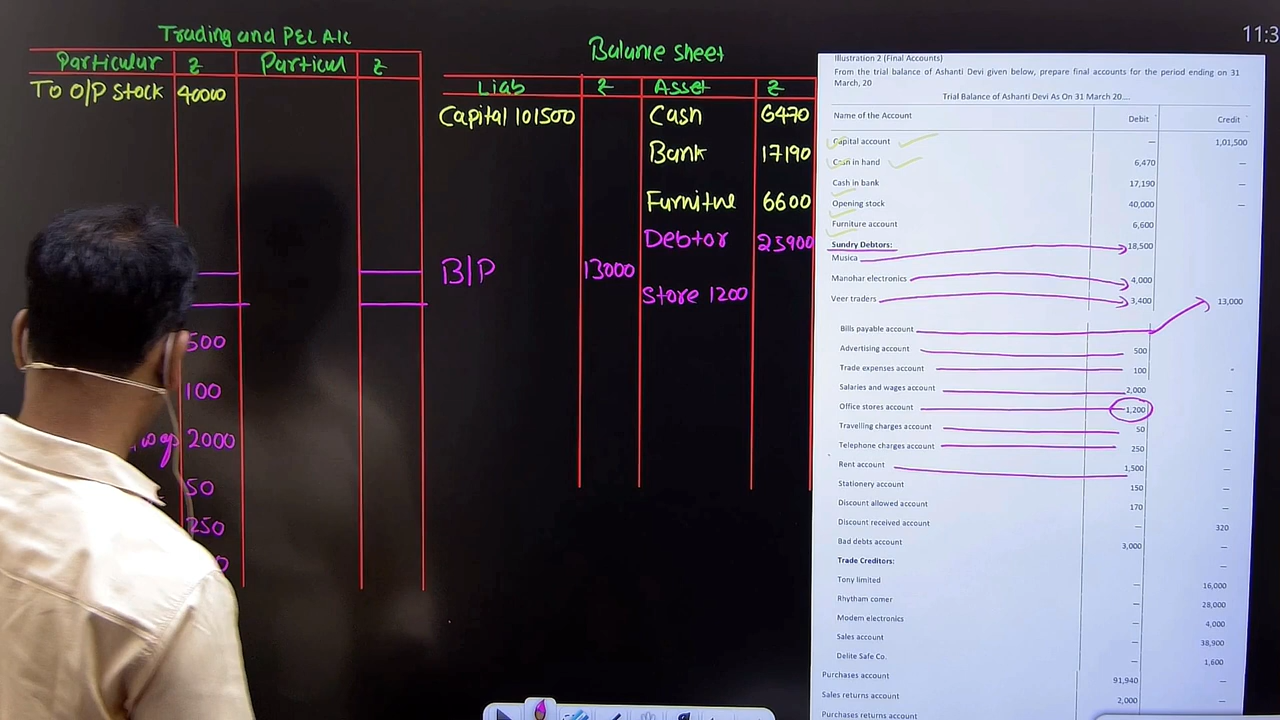 11:3
Trading and P&L A/c
Particular ₹ Particul ₹
To O/P Stock 40000
500
100
2000
50
250
Balance sheet
Liab ₹ Asset ₹
Capital 101500 Cash 6470
Bank 17190
Furnitue 6600
Debtor 25900
B/P 13000
Store 1200
Illustration 2 (Final Accounts)
From the trial balance of Ashanti Devi given below, prepare final accounts for the period ending on 31
March, 20
Trial Balance of Ashanti Devi As On 31 March 20....
Name of the Account Debit Credit
Capital account — 1,01,500
Cash in hand 6,470 —
Cash in bank 17,190 —
Opening stock 40,000 —
Furniture account 6,600
Sundry Debtors: 18,500
Musica
Manohar electronics 4,000
Veer traders 3,400 13,000
Bills payable account
Advertising account 500
Trade expenses account 100
Salaries and wages account 2,000 —
Office stores account 1,200 —
Travelling charges account 50 —
Telephone charges account 250 —
Rent account 1,500 —
Stationery account 150 —
Discount allowed account 170 —
Discount received account — 320
Bad debts account 3,000 —
Trade Creditors:
Tony limited 16,000
Rhytham corner — 28,000
Modem electronics — 4,000
Sales account — 38,900
Delite Safe Co. — 1,600
Purchases account 91,940 —
Sales returns account 2,000 —
Purchases returns account